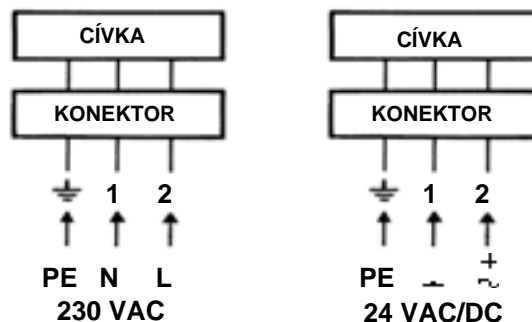 CÍVKA
KONEKTOR
1 2
PE N L
230 VAC
CÍVKA
KONEKTOR
1 2
PE
+
24 VAC/DC